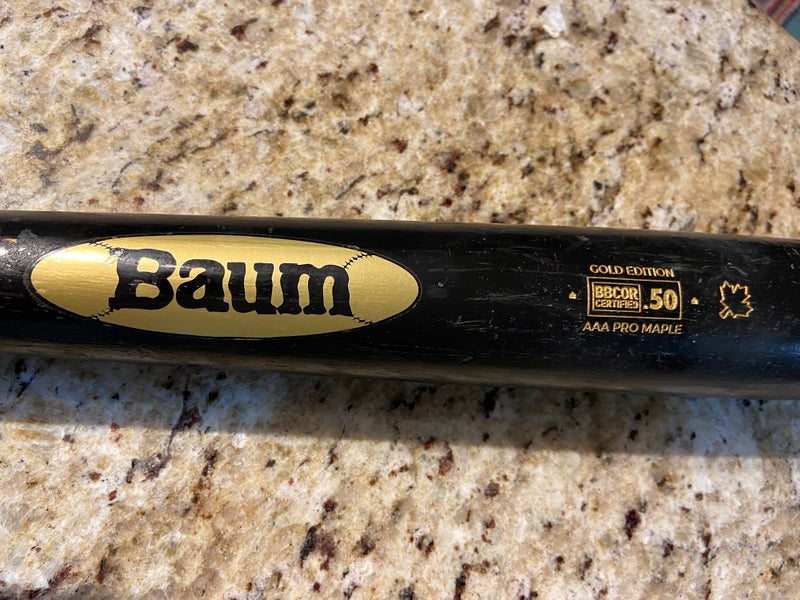 Baum
GOLD EDITION
BBCOR
CERTIFIED
.50
AAA PRO MAPLE